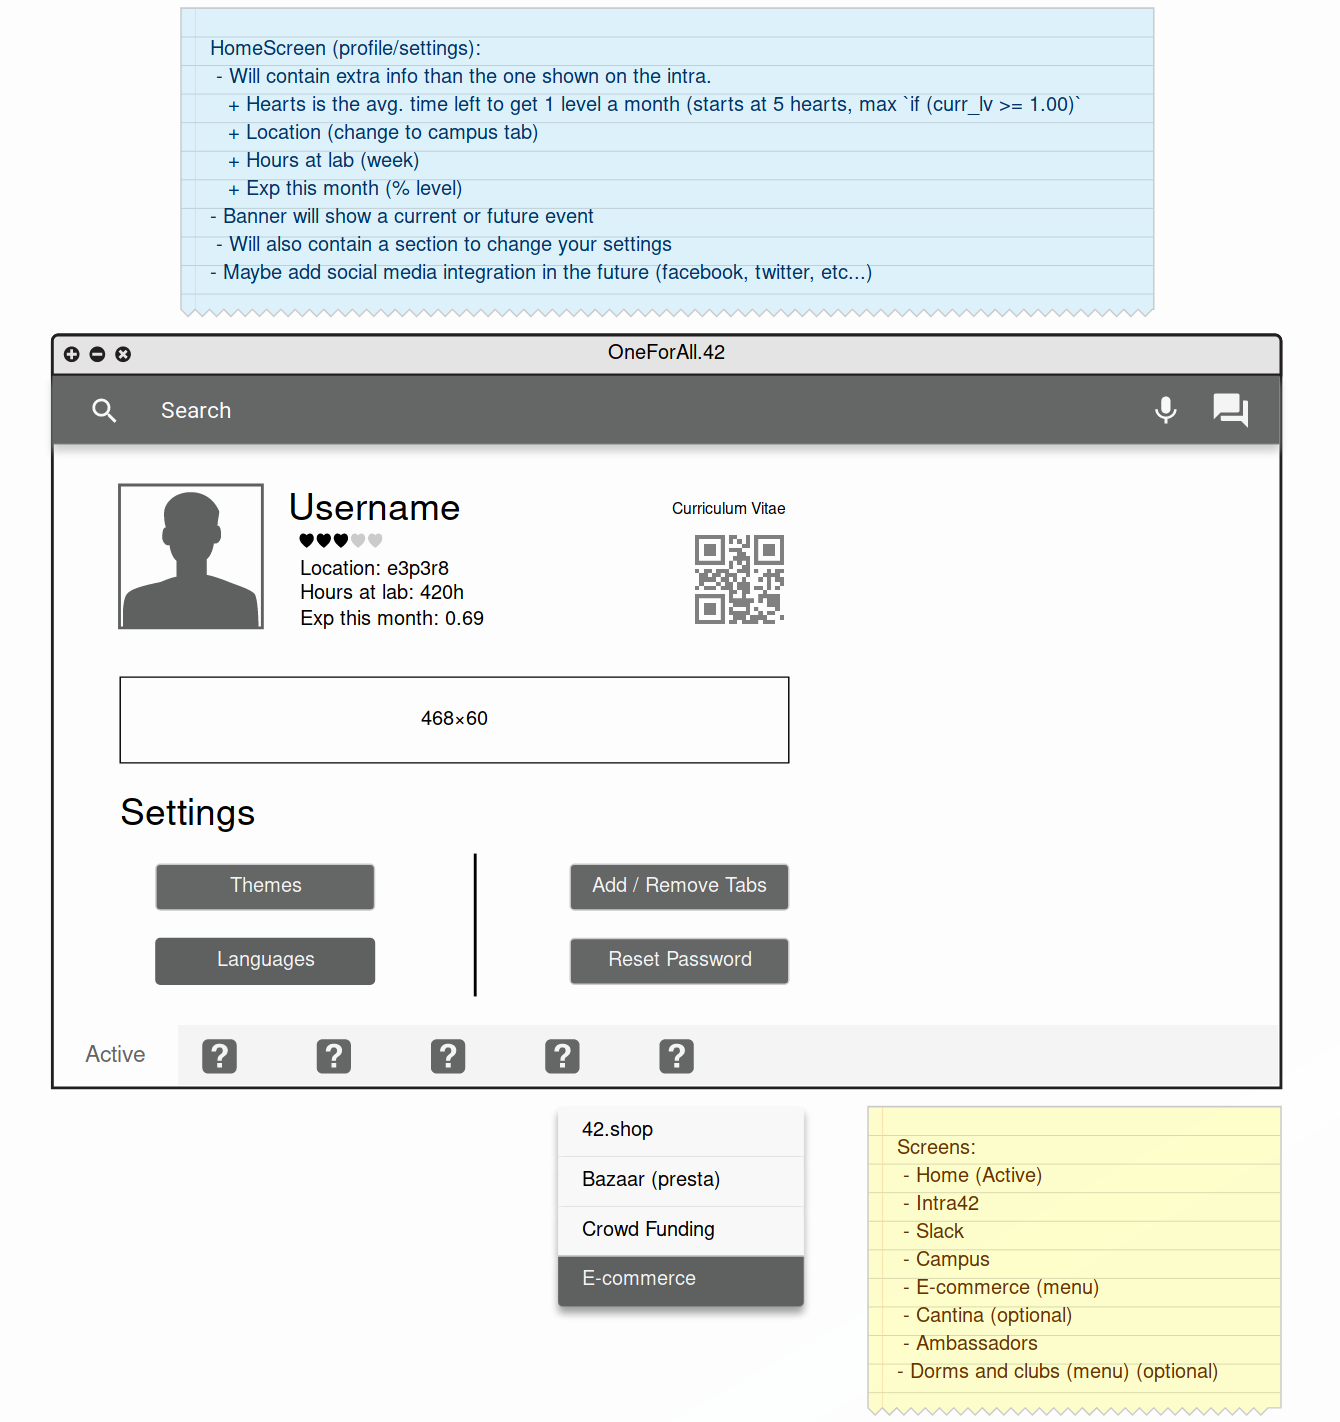 HomeScreen (profile/settings):
- Will contain extra info than the one shown on the intra.
+ Hearts is the avg. time left to get 1 level a month (starts at 5 hearts, max `if (curr_lv >= 1.00)`
+ Location (change to campus tab)
+ Hours at lab (week)
+ Exp this month (% level)
- Banner will show a current or future event
- Will also contain a section to change your settings
- Maybe add social media integration in the future (facebook, twitter, etc...)
OneForAll.42
Search
Username
Curriculum Vitae
Location: e3p3r8
Hours at lab: 420h
Exp this month: 0.69
468×60
Settings
Themes
Add / Remove Tabs
Languages
Reset Password
Active
? ? ? ? ?
42.shop
Bazaar (presta)
Crowd Funding
E-commerce
Screens:
- Home (Active)
- Intra42
- Slack
- Campus
- E-commerce (menu)
- Cantina (optional)
- Ambassadors
- Dorms and clubs (menu) (optional)